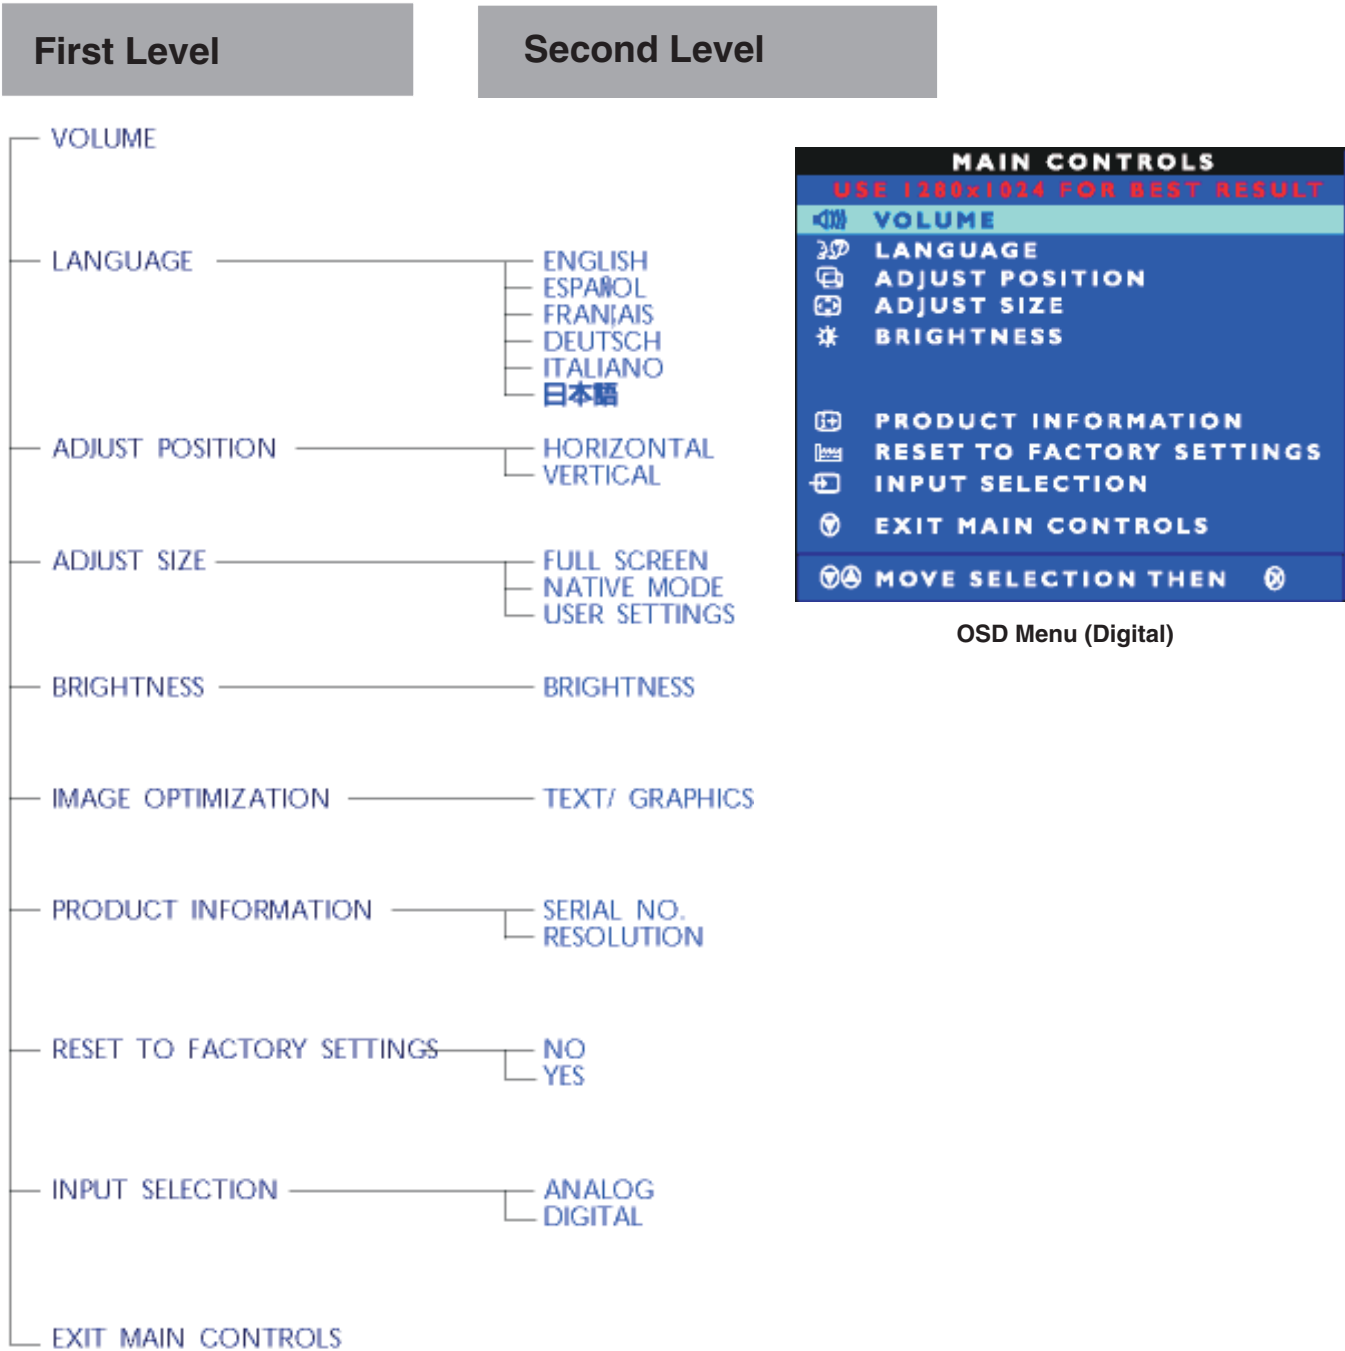 First Level
Second Level
VOLUME
LANGUAGE
ENGLISH
ESPAÑOL
FRAN¦AIS
DEUTSCH
ITALIANO
日本語
ADJUST POSITION
HORIZONTAL
VERTICAL
ADJUST SIZE
FULL SCREEN
NATIVE MODE
USER SETTINGS
BRIGHTNESS
BRIGHTNESS
IMAGE OPTIMIZATION
TEXT/ GRAPHICS
PRODUCT INFORMATION
SERIAL NO.
RESOLUTION
RESET TO FACTORY SETTINGS
NO
YES
INPUT SELECTION
ANALOG
DIGITAL
EXIT MAIN CONTROLS
MAIN CONTROLS
USE 1280x1024 FOR BEST RESULT
VOLUME
LANGUAGE
ADJUST POSITION
ADJUST SIZE
BRIGHTNESS
PRODUCT INFORMATION
RESET TO FACTORY SETTINGS
INPUT SELECTION
EXIT MAIN CONTROLS
MOVE SELECTION THEN
OSD Menu (Digital)